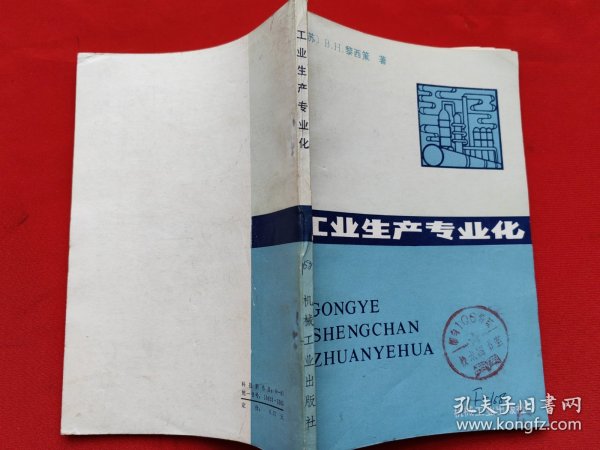 〔苏〕B.H.黎西策 著
工业生产专业化
GONGYE
SHENGCHAN
ZHUANYEHUA
工业生产专业化
机械工业出版社
定价：
孔夫子旧书网
www.kongfz.com